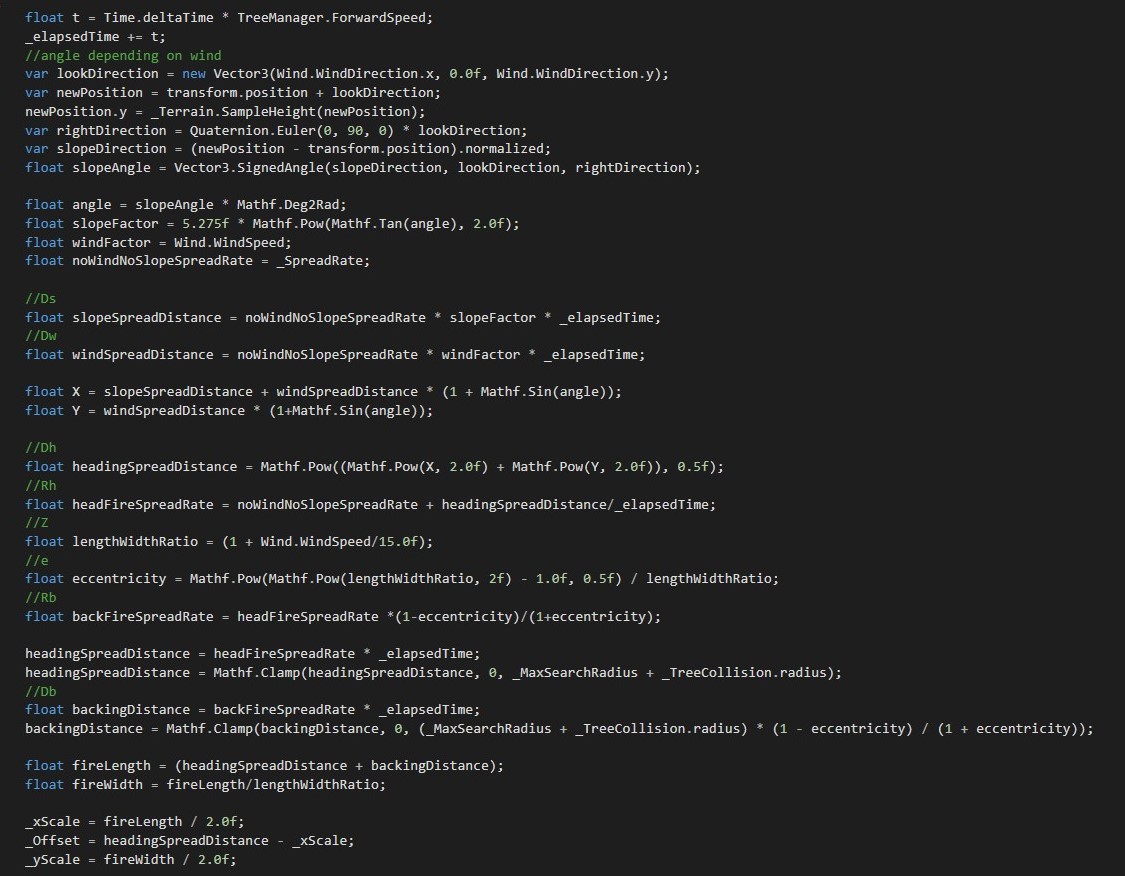 float t = Time.deltaTime * TreeManager.ForwardSpeed;
_elapsedTime += t;
//angle depending on wind
var lookDirection = new Vector3(Wind.WindDirection.x, 0.0f, Wind.WindDirection.y);
var newPosition = transform.position + lookDirection;
newPosition.y = _Terrain.SampleHeight(newPosition);
var rightDirection = Quaternion.Euler(0, 90, 0) * lookDirection;
var slopeDirection = (newPosition - transform.position).normalized;
float slopeAngle = Vector3.SignedAngle(slopeDirection, lookDirection, rightDirection);

float angle = slopeAngle * Mathf.Deg2Rad;
float slopeFactor = 5.275f * Mathf.Pow(Mathf.Tan(angle), 2.0f);
float windFactor = Wind.WindSpeed;
float noWindNoSlopeSpreadRate = _SpreadRate;

//Ds
float slopeSpreadDistance = noWindNoSlopeSpreadRate * slopeFactor * _elapsedTime;
//Dw
float windSpreadDistance = noWindNoSlopeSpreadRate * windFactor * _elapsedTime;

float X = slopeSpreadDistance + windSpreadDistance * (1 + Mathf.Sin(angle));
float Y = windSpreadDistance * (1+Mathf.Sin(angle));

//Dh
float headingSpreadDistance = Mathf.Pow((Mathf.Pow(X, 2.0f) + Mathf.Pow(Y, 2.0f)), 0.5f);
//Rh
float headFireSpreadRate = noWindNoSlopeSpreadRate + headingSpreadDistance/_elapsedTime;
//Z
float lengthWidthRatio = (1 + Wind.WindSpeed/15.0f);
//e
float eccentricity = Mathf.Pow(Mathf.Pow(lengthWidthRatio, 2f) - 1.0f, 0.5f) / lengthWidthRatio;
//Rb
float backFireSpreadRate = headFireSpreadRate *(1-eccentricity)/(1+eccentricity);

headingSpreadDistance = headFireSpreadRate * _elapsedTime;
headingSpreadDistance = Mathf.Clamp(headingSpreadDistance, 0, _MaxSearchRadius + _TreeCollision.radius);
//Db
float backingDistance = backFireSpreadRate * _elapsedTime;
backingDistance = Mathf.Clamp(backingDistance, 0, (_MaxSearchRadius + _TreeCollision.radius) * (1 - eccentricity) / (1 + eccentricity));

float fireLength = (headingSpreadDistance + backingDistance);
float fireWidth = fireLength/lengthWidthRatio;

_xScale = fireLength / 2.0f;
_Offset = headingSpreadDistance - _xScale;
_yScale = fireWidth / 2.0f;